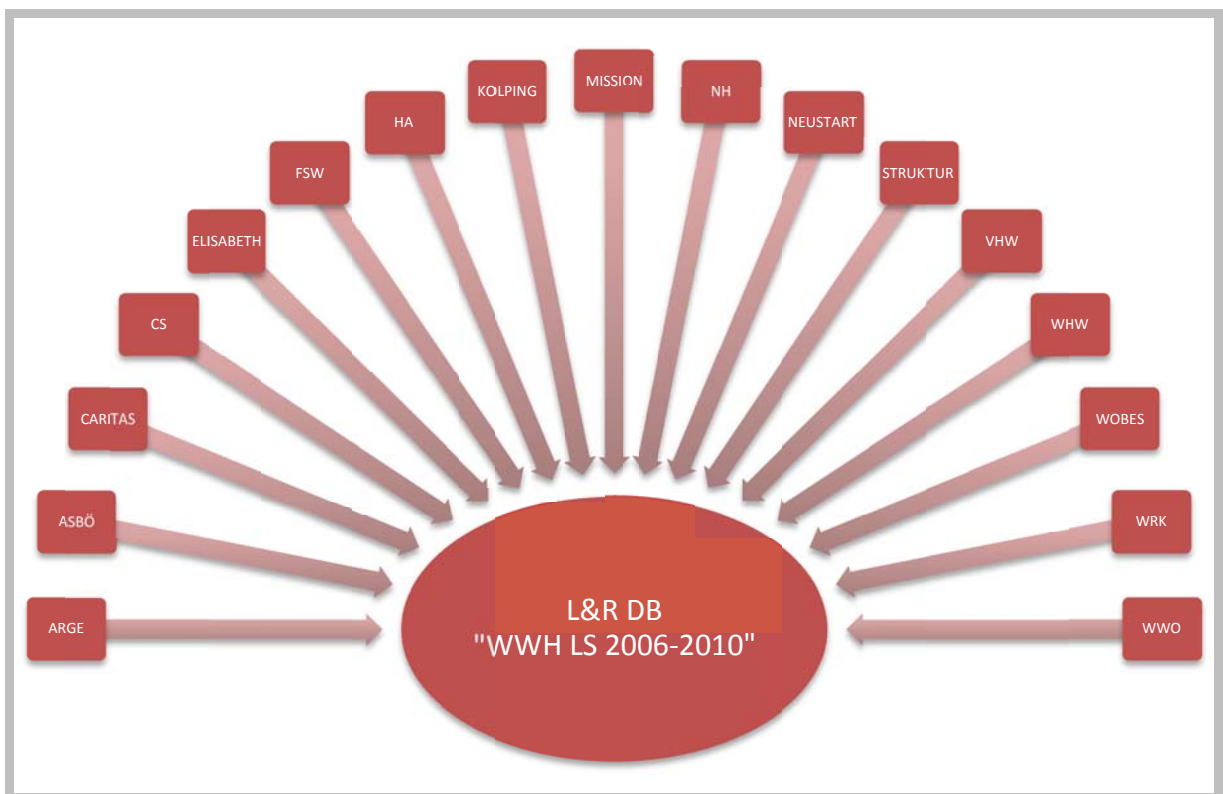 ARGE
ASBÖ
CARITAS
CS
ELISABETH
FSW
HA
KOLPING
MISSION
NH
NEUSTART
STRUKTUR
VHW
WHW
WOBES
WRK
WWO
L&R DB
"WWH LS 2006-2010"